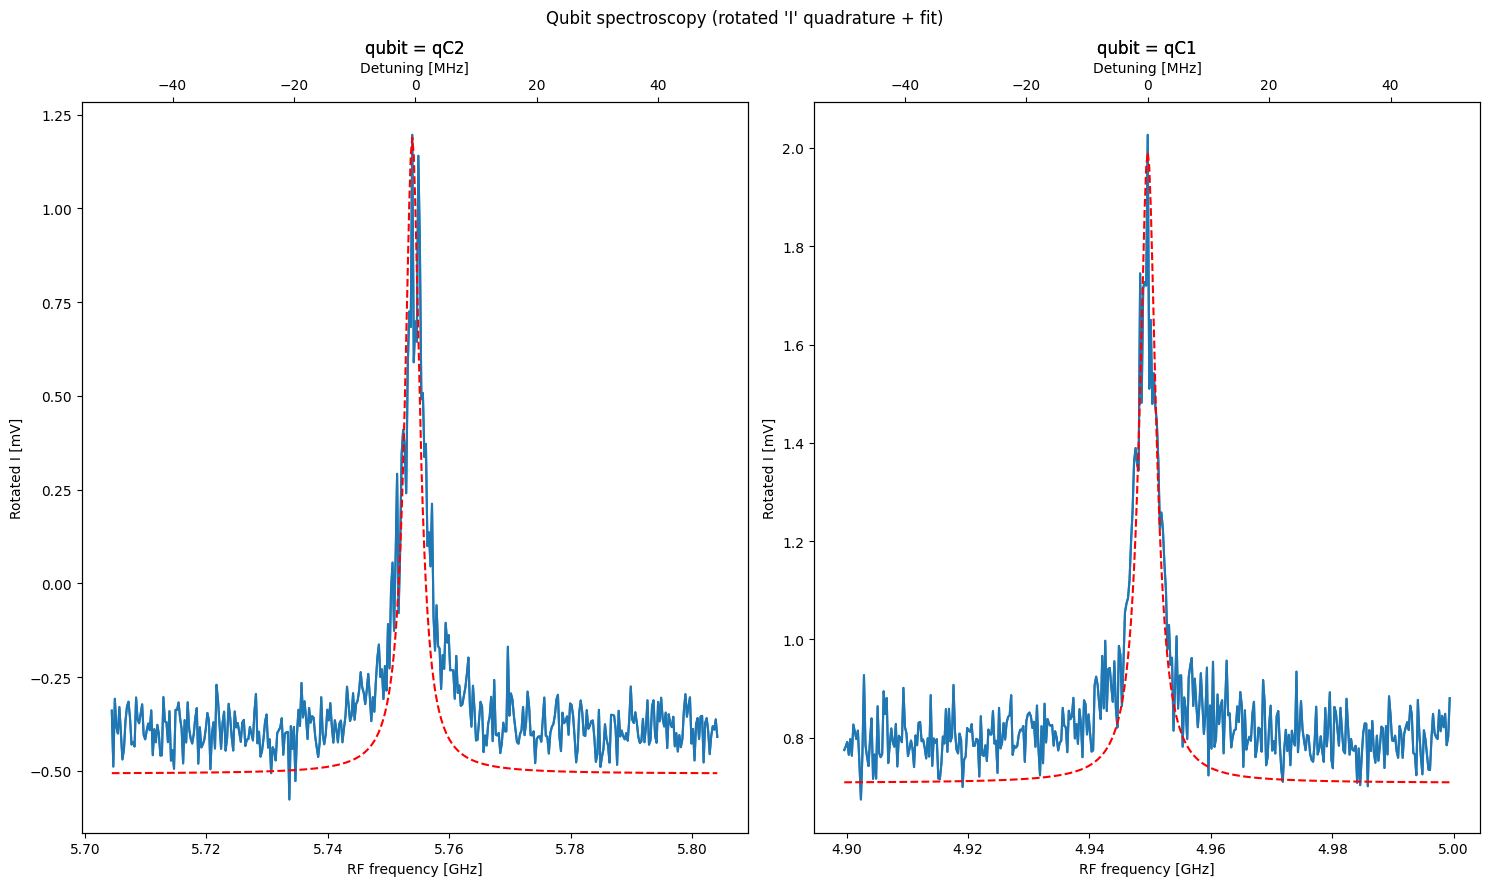 Qubit spectroscopy (rotated 'I' quadrature + fit)
qubit = qC2
Detuning [MHz]
−40 −20 0 20 40
1.25
1.00
0.75
0.50
0.25
0.00
−0.25
−0.50
Rotated I [mV]
5.70 5.72 5.74 5.76 5.78 5.80
RF frequency [GHz]
qubit = qC1
Detuning [MHz]
−40 −20 0 20 40
2.0
1.8
1.6
1.4
1.2
1.0
0.8
Rotated I [mV]
4.90 4.92 4.94 4.96 4.98 5.00
RF frequency [GHz]